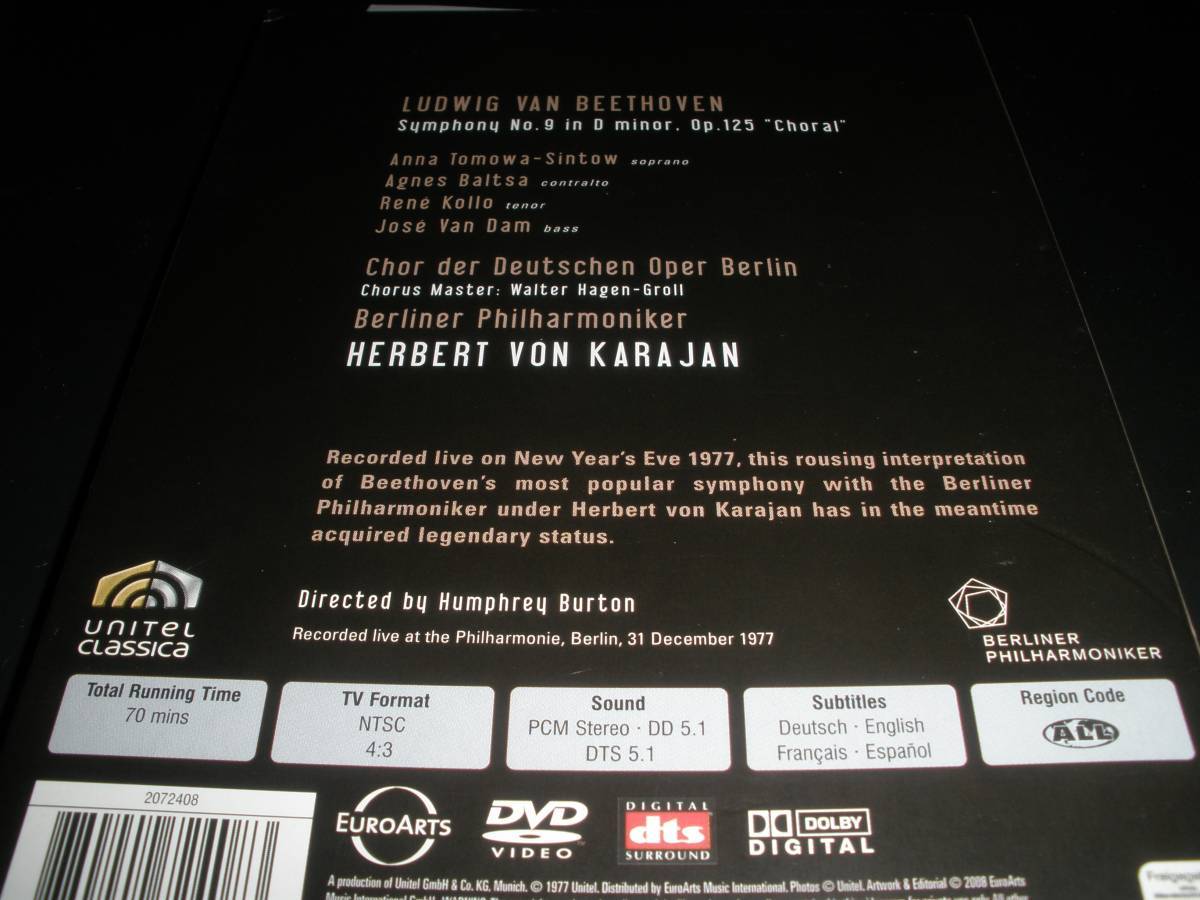 LUDWIG VAN BEETHOVEN
Symphony No.9 in D minor, Op.125 "Choral"
Anna Tomowa-Sintow soprano
Agnes Baltsa contralto
René Kollo tenor
José Van Dam bass
Chor der Deutschen Oper Berlin
Chorus Master: Walter Hagen-Groll
Berliner Philharmoniker
HERBERT VON KARAJAN
Recorded live on New Year's Eve 1977, this rousing interpretation
of Beethoven's most popular symphony with the Berliner
Philharmoniker under Herbert von Karajan has in the meantime
acquired legendary status.
UNITEL
CLASSICA
Directed by Humphrey Burton
Recorded live at the Philharmonie, Berlin, 31 December 1977
BERLINER
PHILHARMONIKER
Total Running Time
70 mins
TV Format
NTSC
4:3
Sound
PCM Stereo · DD 5.1
DTS 5.1
Subtitles
Deutsch · English
Français · Español
Region Code
ALL
2072408
EUROARTS
DVD
VIDEO
DIGITAL
dts
SURROUND
DOLBY
DIGITAL
A production of Unitel GmbH & Co. KG, Munich. © 1977 Unitel. Distributed by EuroArts Music International. Photos © Unitel. Artwork & Editorial © 2008 EuroArts
Music International GmbH. WARNING: